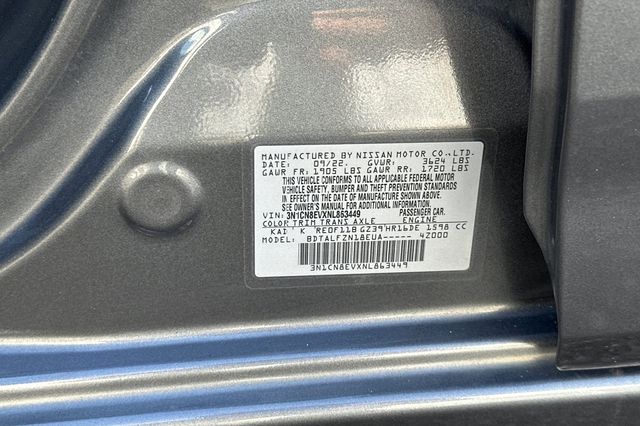 MANUFACTURED BY NISSAN MOTOR CO.,LTD.
DATE: 09/22. GVWR: 3624 LBS
GAWR FR: 1905 LBS GAWR RR: 1720 LBS
THIS VEHICLE CONFORMS TO ALL APPLICABLE FEDERAL MOTOR
VEHICLE SAFETY, BUMPER AND THEFT PREVENTION STANDARDS
IN EFFECT ON THE DATE OF MANUFACTURE SHOWN ABOVE.
SEE OWNER'S MANUAL FOR ADDITIONAL INFORMATION.
VIN: 3N1CN8EVXNL863449 PASSENGER CAR.
COLOR TRIM TRANS AXLE ENGINE
KAD K RE0F11B GZ39 HR16DE 1598 CC
MODEL: BDTALFZN18EUA----- 4Z000
3N1CN8EVXNL863449